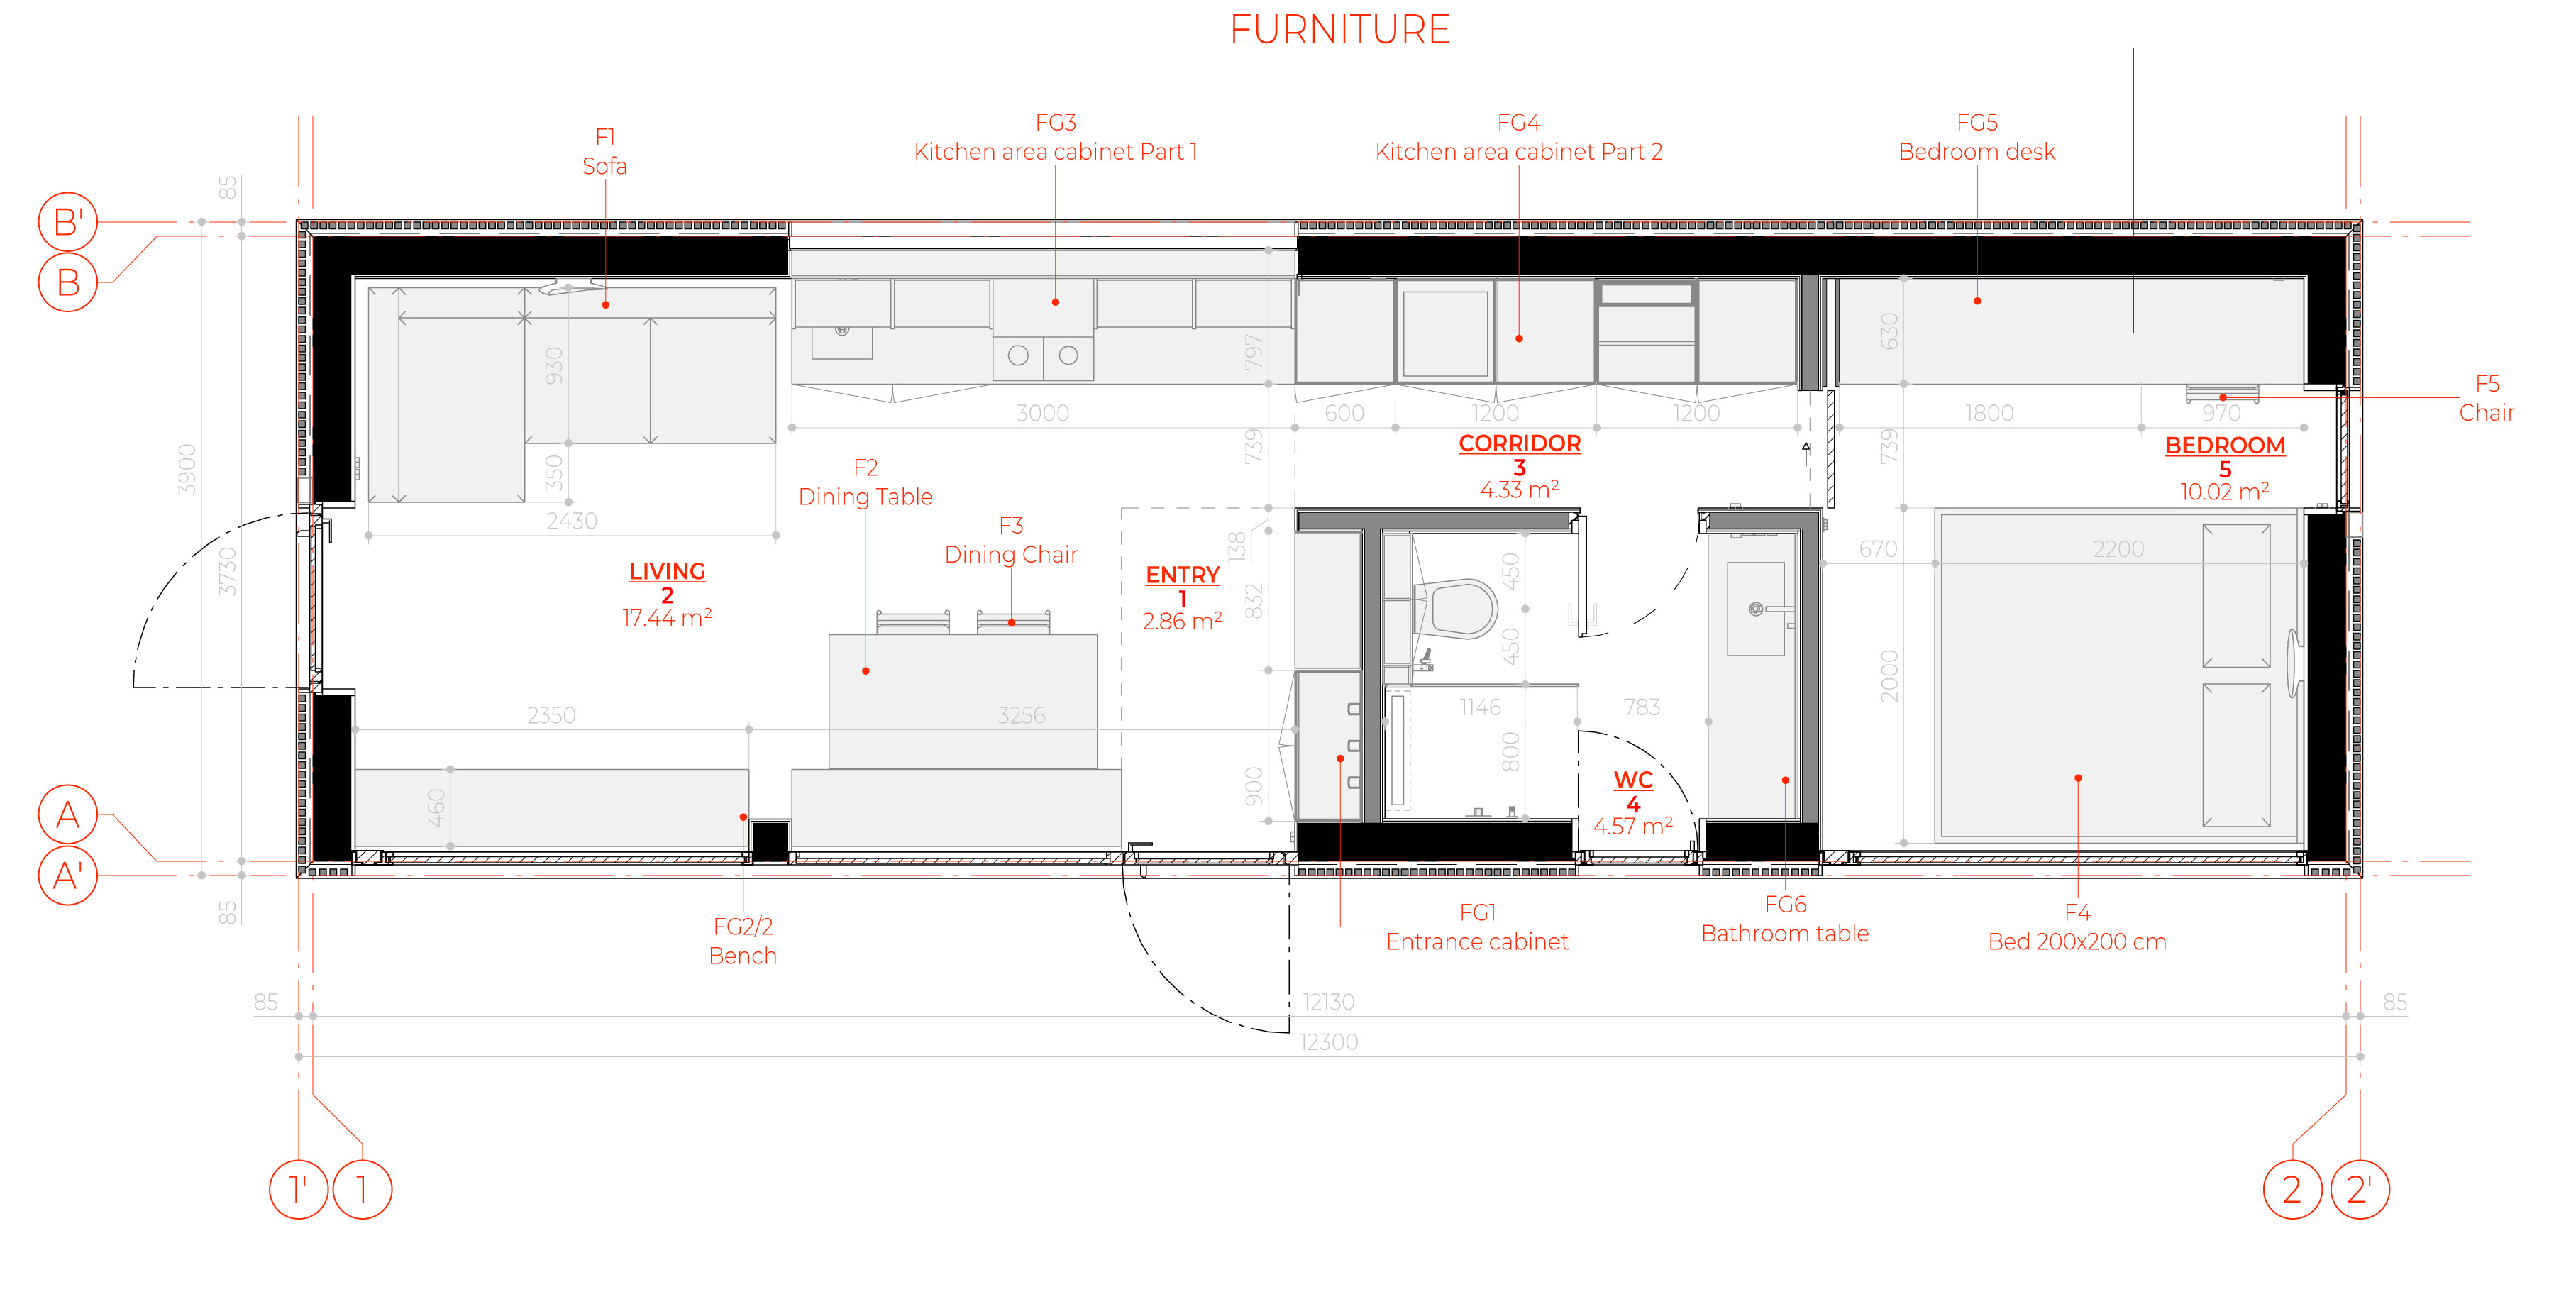 FURNITURE
F1
Sofa
FG3
Kitchen area cabinet Part 1
FG4
Kitchen area cabinet Part 2
FG5
Bedroom desk
85
B'
B
930
350
2430
797
739
3000
600
1200
1200
630
739
1800
970
F5
Chair
CORRIDOR
3
4.33 m²
BEDROOM
5
10.02 m²
3900
3730
F2
Dining Table
F3
Dining Chair
LIVING
2
17.44 m²
ENTRY
1
2.86 m²
138
832
900
450
450
800
1146
783
670
2200
2000
2350
3256
460
WC
4
4.57 m²
A
A'
85
FG2/2
Bench
FG1
Entrance cabinet
FG6
Bathroom table
F4
Bed 200x200 cm
85
12130
85
12300
1'
1
2
2'